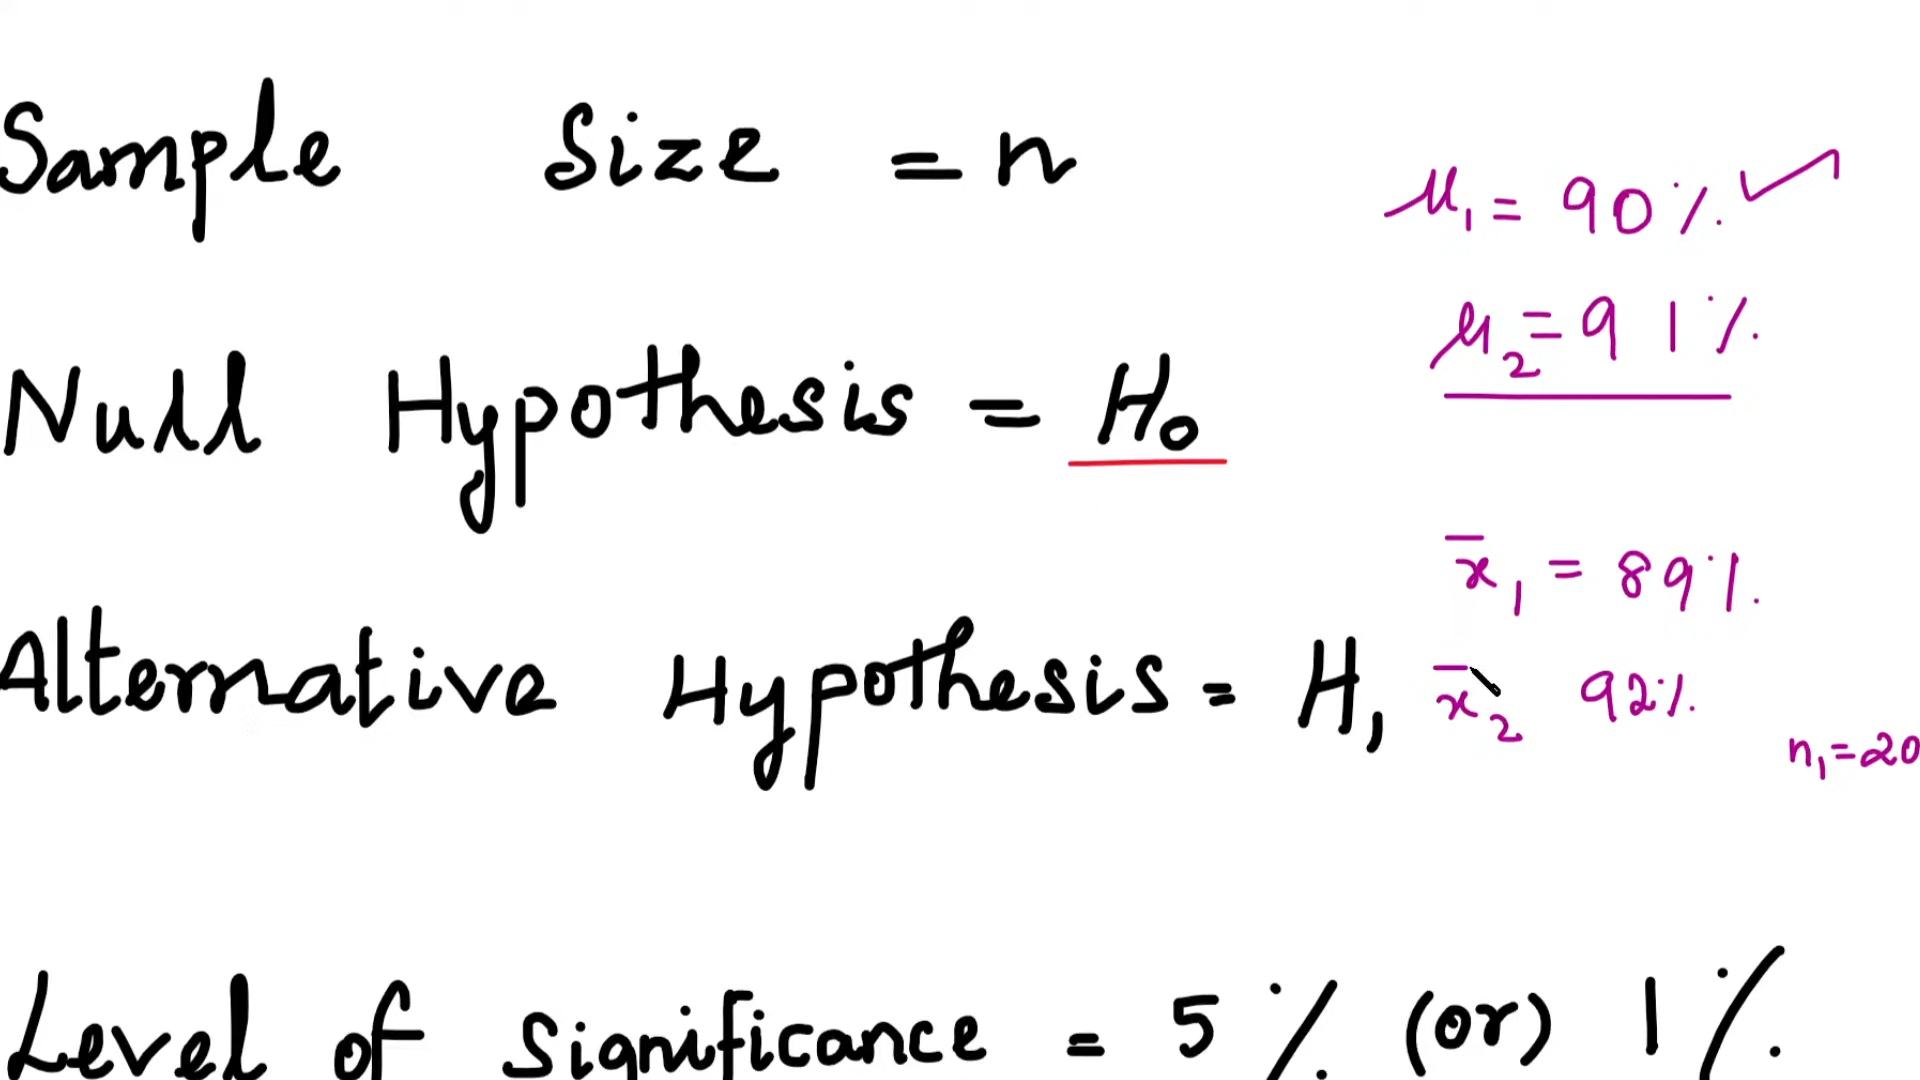 Sample Size = n
μ₁ = 90%
μ₂ = 91%
Null Hypothesis = H₀
x̄₁ = 89%
Alternative Hypothesis = H₁
x̄₂ 92%
n₁ = 20
Level of Significance = 5% (or) 1%